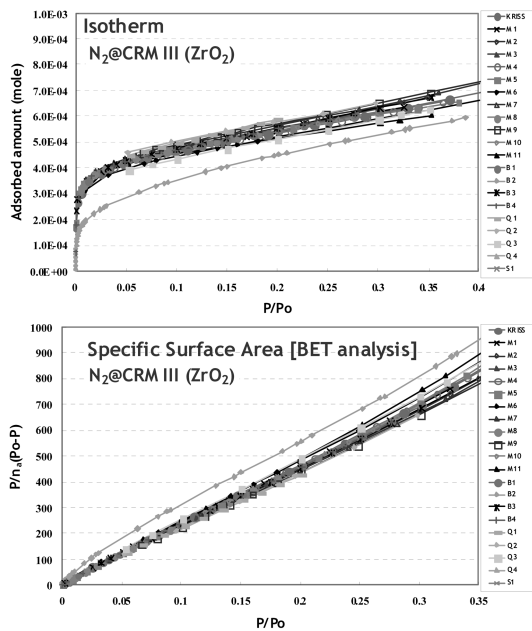 Isotherm
N2@CRM III (ZrO2)
Adsorbed amount (mole)
1.0E-03
9.0E-04
8.0E-04
7.0E-04
6.0E-04
5.0E-04
4.0E-04
3.0E-04
2.0E-04
1.0E-04
0.0E+00
0
0.05
0.1
0.15
0.2
0.25
0.3
0.35
0.4
P/Po
KRISS
M 1
M 2
M 3
M 4
M 5
M 6
M 7
M 8
M 9
M 10
M 11
B 1
B 2
B 3
B 4
Q 1
Q 2
Q 3
Q 4
S1
Specific Surface Area [BET analysis]
N2@CRM III (ZrO2)
P/na(Po-P)
1000
900
800
700
600
500
400
300
200
100
0
0
0.05
0.1
0.15
0.2
0.25
0.3
0.35
P/Po
KRISS
M1
M2
M3
M4
M5
M6
M7
M8
M9
M10
M11
B1
B2
B3
B4
Q1
Q2
Q3
Q4
S1